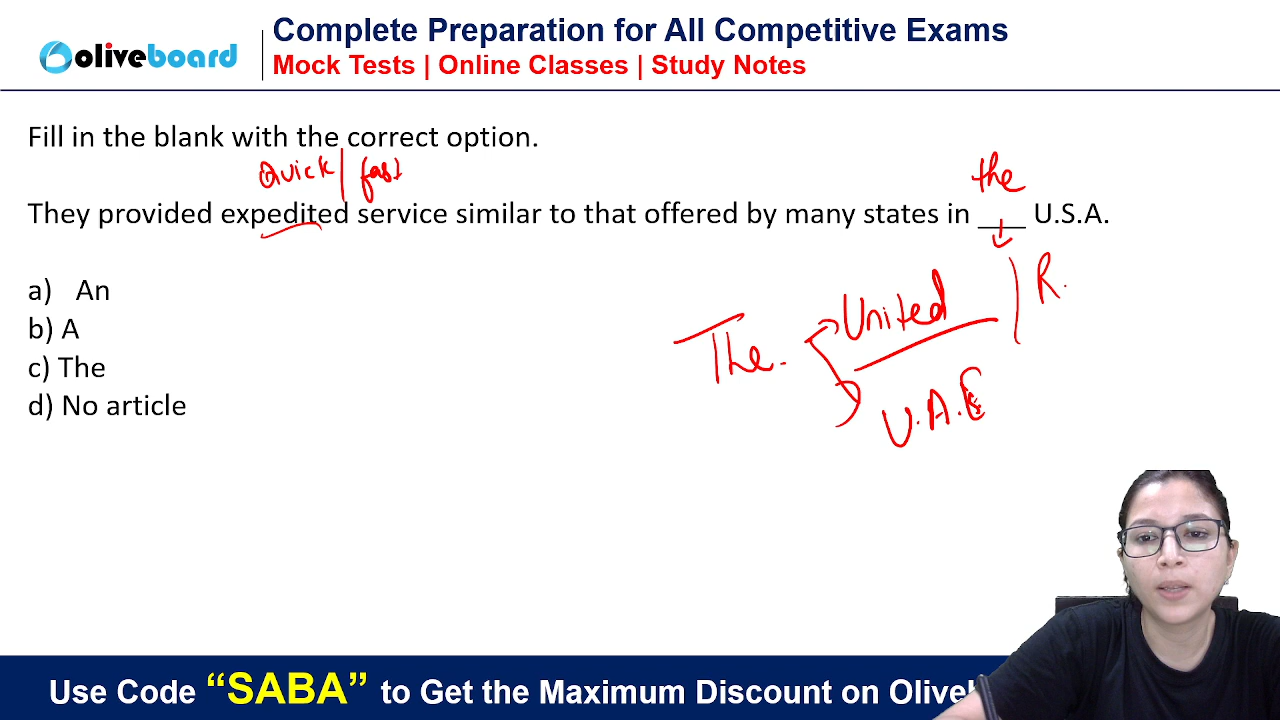 oliveboard
Complete Preparation for All Competitive Exams
Mock Tests | Online Classes | Study Notes
Fill in the blank with the correct option.
Quick | fast
the
They provided expedited service similar to that offered by many states in ___ U.S.A.
a) An
b) A
c) The
d) No article
The.
United
R.
U.A.E
Use Code “SABA” to Get the Maximum Discount on